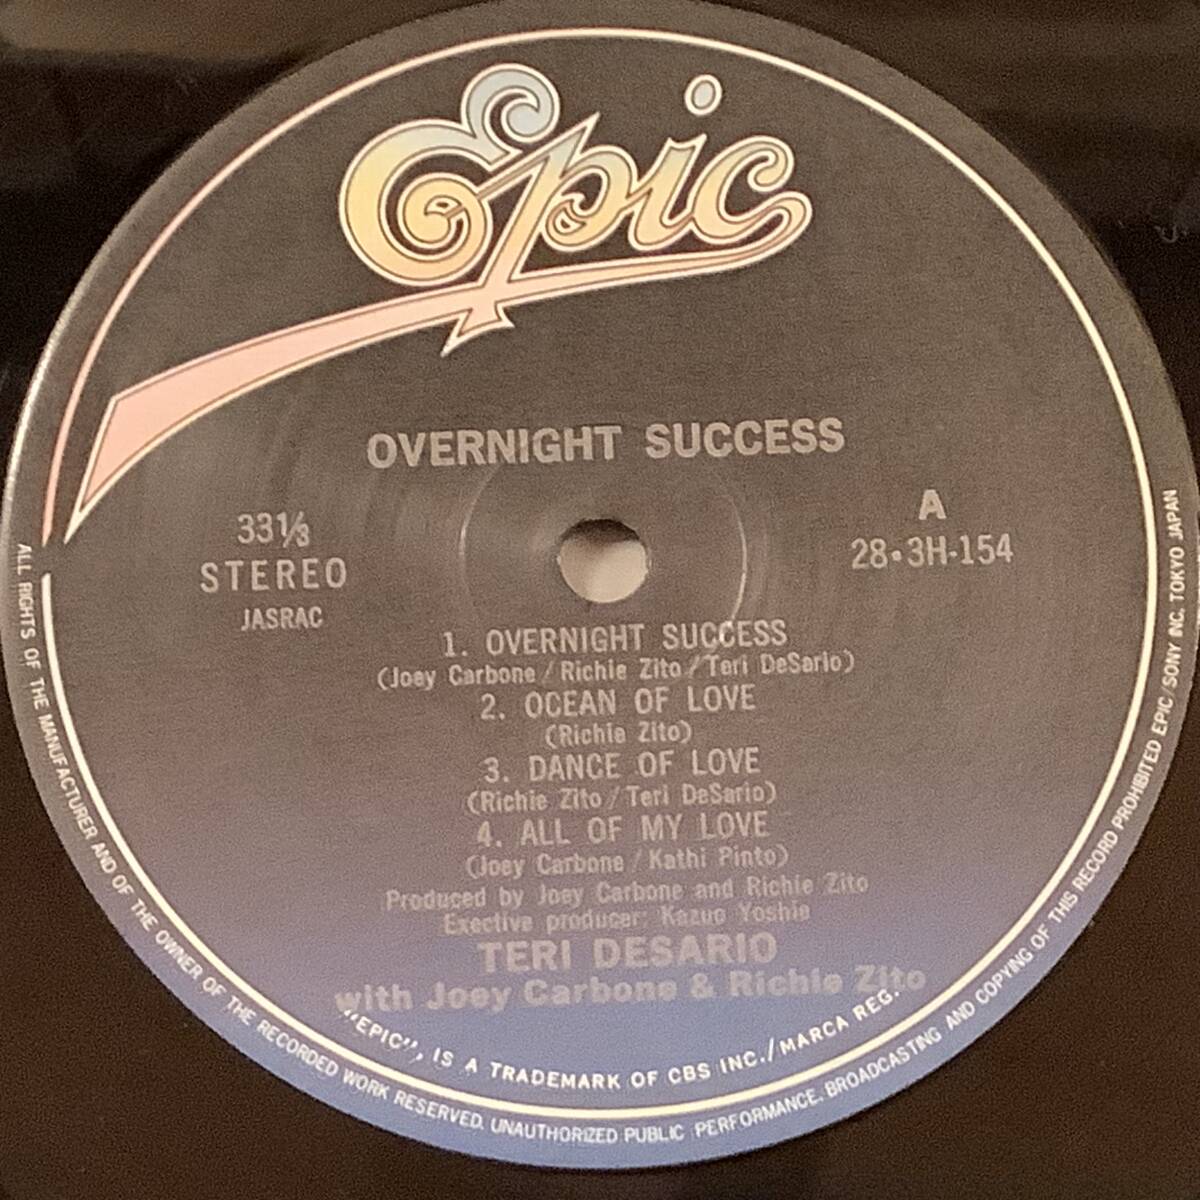 Epic
OVERNIGHT SUCCESS
33⅓
STEREO
JASRAC
A
28・3H-154
1. OVERNIGHT SUCCESS
(Joey Carbone / Richie Zito / Teri DeSario)
2. OCEAN OF LOVE
(Richie Zito)
3. DANCE OF LOVE
(Richie Zito / Teri DeSario)
4. ALL OF MY LOVE
(Joey Carbone / Kathi Pinto)
Produced by Joey Carbone and Richie Zito
Exective producer: Kazuo Yoshie
TERI DESARIO
with Joey Carbone & Richie Zito
"EPIC", IS A TRADEMARK OF CBS INC./MARCA REG.
ALL RIGHTS OF THE MANUFACTURER AND OF THE OWNER OF THE RECORDED WORK RESERVED. UNAUTHORIZED PUBLIC PERFORMANCE. BROADCASTING AND COPYING OF THIS RECORD PROHIBITED EPIC/SONY INC. TOKYO JAPAN